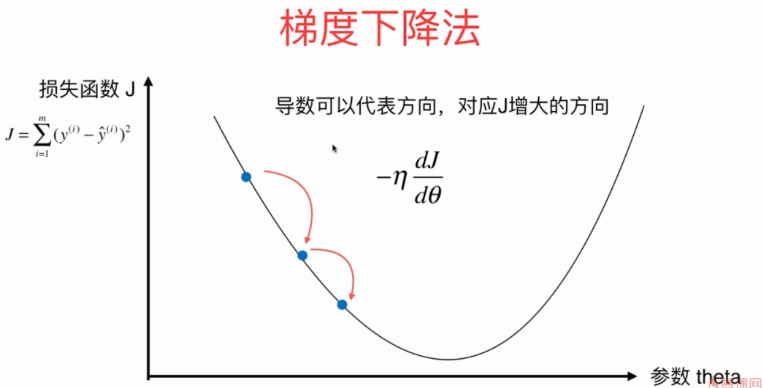 梯度下降法
损失函数 J
J = \sum_{i=1}^{m} (y^{(i)} - \hat{y}^{(i)})^2
导数可以代表方向，对应J增大的方向
-\eta \frac{dJ}{d\theta}
参数 theta